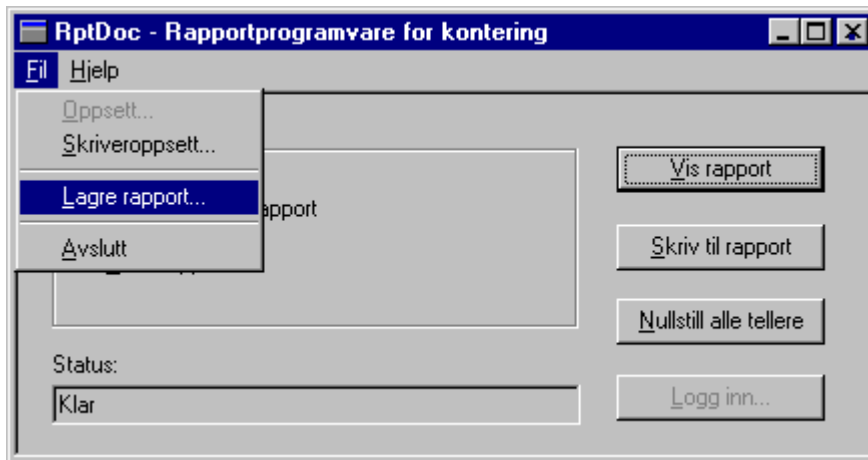 RptDoc - Rapportprogramvare for kontering
Fil Hjelp
Oppsett...
Skriveroppsett...
Lagre rapport...
Avslutt
Vis rapport
Skriv til rapport
Nullstill alle tellere
Logg inn...
Status:
Klar